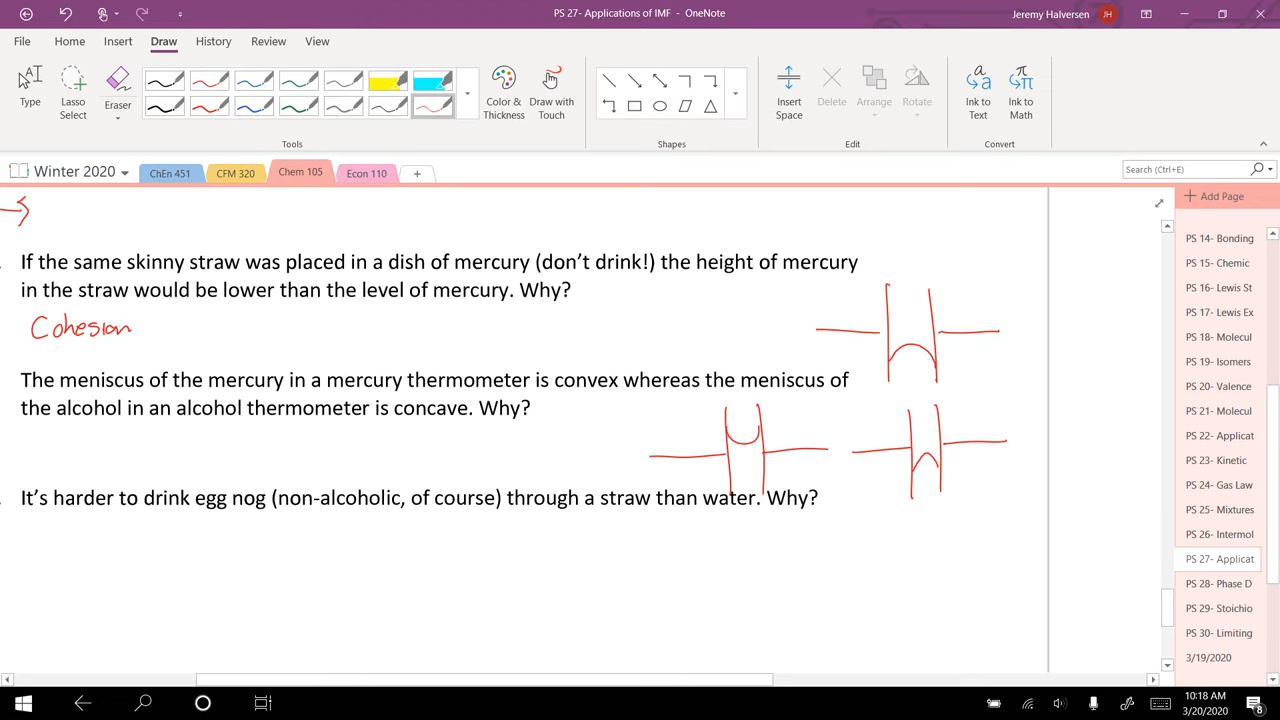 PS 27- Applications of IMF - OneNote
Jeremy Halversen JH
File Home Insert Draw History Review View
Type Lasso Select Eraser Color & Thickness Draw with Touch Insert Space Delete Arrange Rotate Ink to Text Ink to Math
Tools Shapes Edit Convert
Winter 2020 ChEn 451 CFM 320 Chem 105 Econ 110 + Search (Ctrl+E)
Add Page
If the same skinny straw was placed in a dish of mercury (don't drink!) the height of mercury
in the straw would be lower than the level of mercury. Why?
Cohesion
The meniscus of the mercury in a mercury thermometer is convex whereas the meniscus of
the alcohol in an alcohol thermometer is concave. Why?
It's harder to drink egg nog (non-alcoholic, of course) through a straw than water. Why?
PS 14- Bonding
PS 15- Chemic
PS 16- Lewis St
PS 17- Lewis Ex
PS 18- Molecul
PS 19- Isomers
PS 20- Valence
PS 21- Molecul
PS 22- Applicat
PS 23- Kinetic
PS 24- Gas Law
PS 25- Mixtures
PS 26- Intermol
PS 27- Applicat
PS 28- Phase D
PS 29- Stoichio
PS 30- Limiting
3/19/2020
10:18 AM
3/20/2020
8